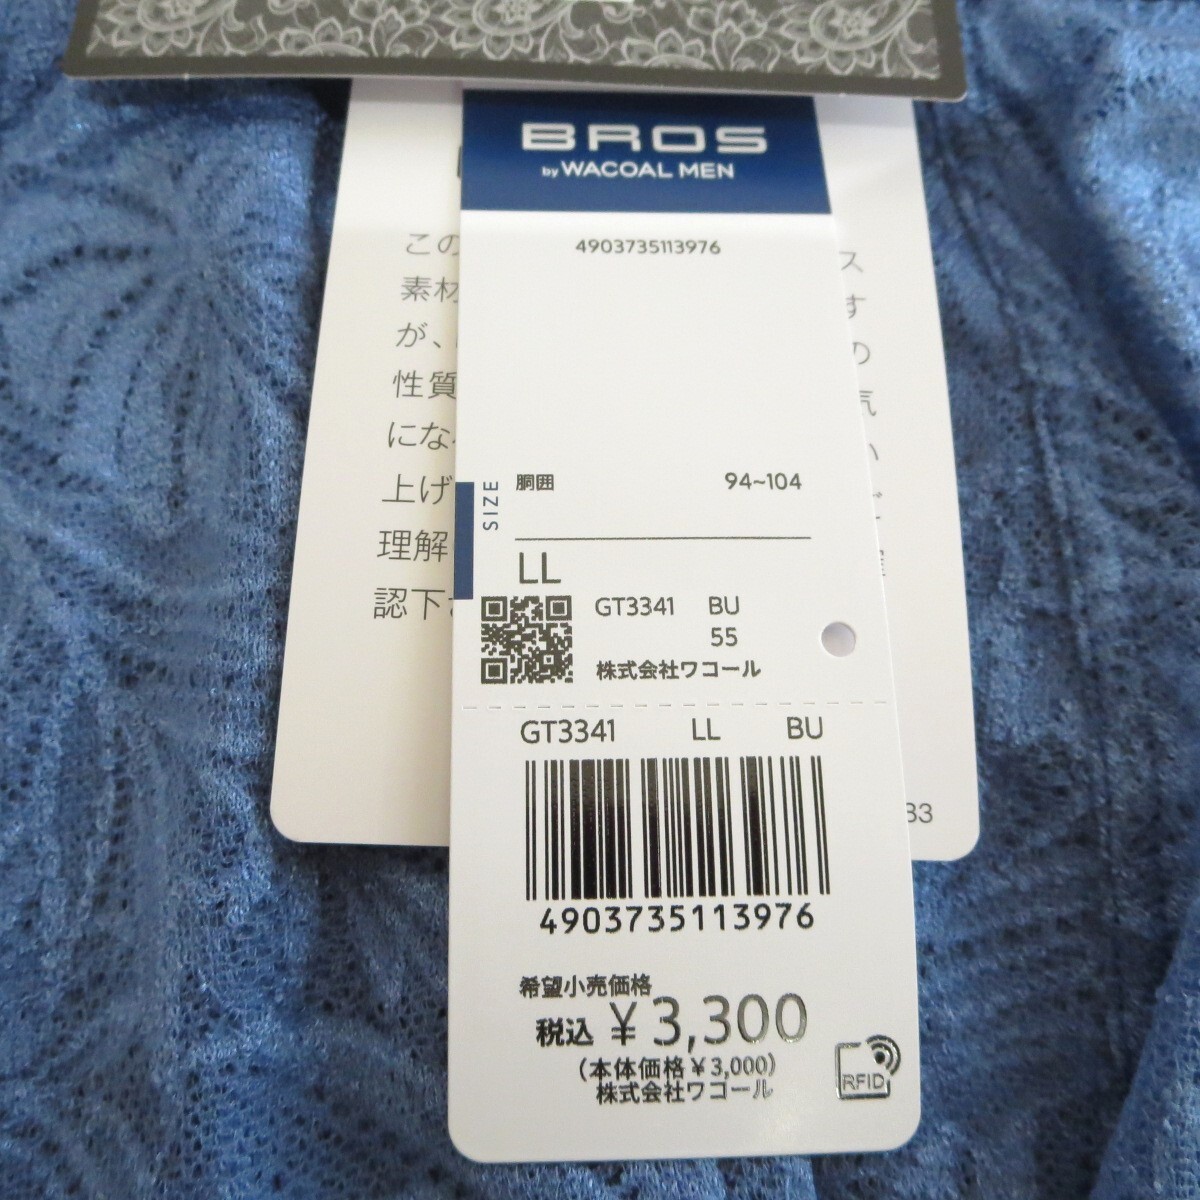 BROS
by WACOAL MEN
4903735113976
この
素材
が、
性質
にな
上げ
理解
認下さ
ス
す
の
気
い
SIZE
胴囲 94~104
LL
GT3341 BU
55
株式会社ワコール
GT3341 LL BU
4903735113976
希望小売価格
税込 ¥3,300
(本体価格¥3,000)
株式会社ワコール
RFID
33